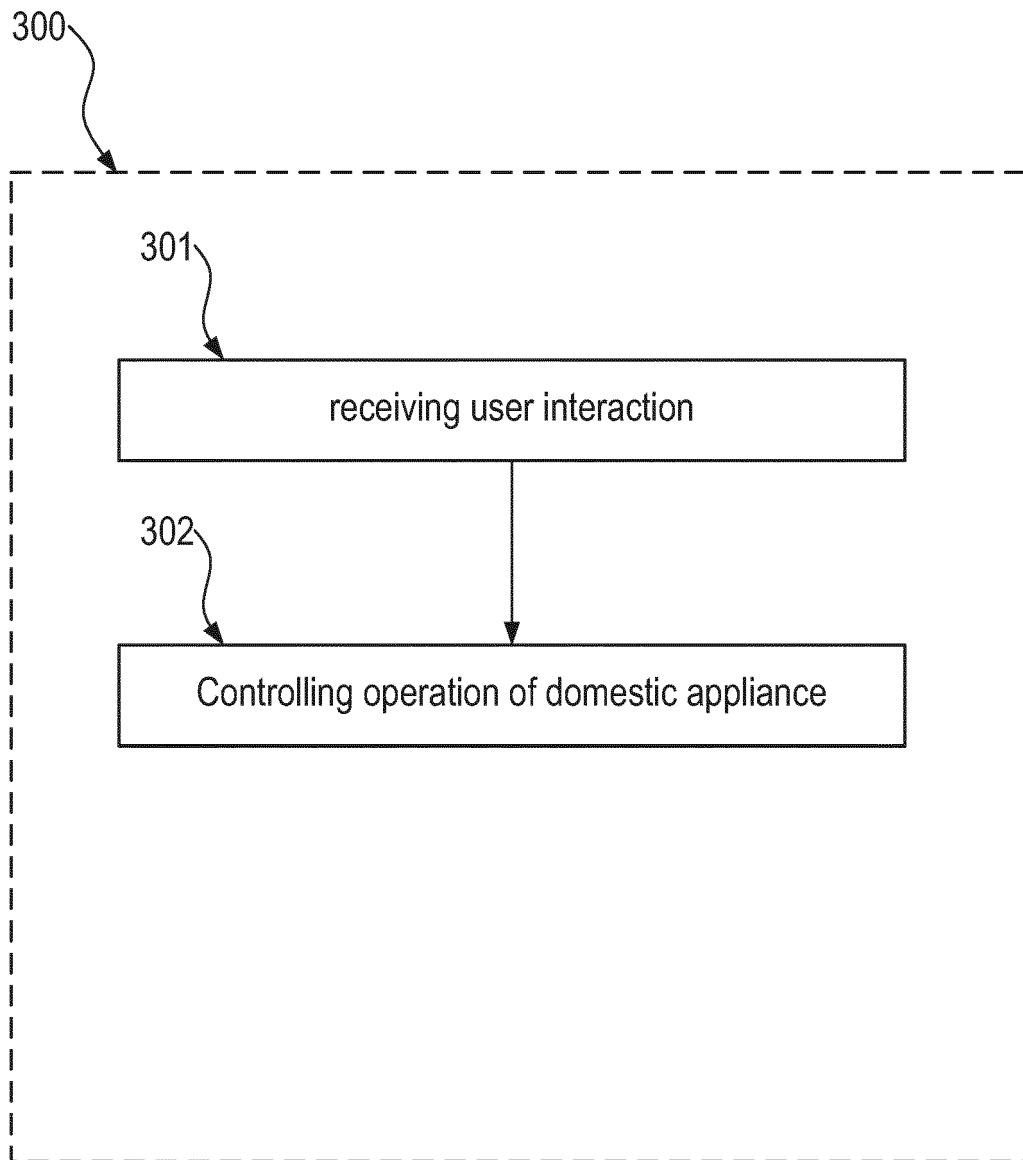 300
301
receiving user interaction
302
Controlling operation of domestic appliance